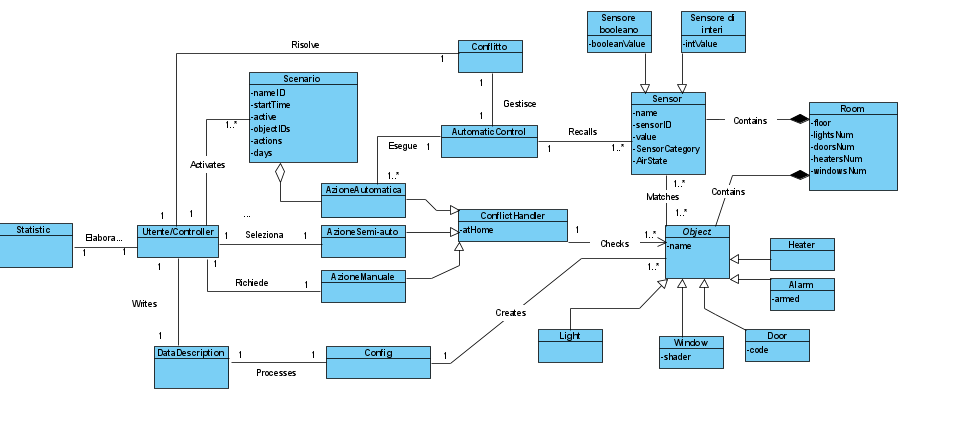 Sensore
booleano
-booleanValue
Sensore di
interi
-intValue
Risolve
Conflitto
1
1
Scenario
-nameID
-startTime
-active
-objectIDs
-actions
-days
Gestisce
Sensor
-name
-sensorID
-value
-SensorCategory
-AirState
Contains
Room
-floor
-lightsNum
-doorsNum
-heatersNum
-windowsNum
1..*
1
AutomaticControl
Recalls
1
1..*
Esegue
1
Activates
1..*
AzioneAutomatica
Matches
1..*
1..*
Contains
ConflictHandler
-atHome
1
Checks
1..*
Object
-name
1..*
Statistic
Elabora...
1
1
1
1
...
Utente/Controller
1
Seleziona
1
AzioneSemi-auto
1
1
Richiede
1
AzioneManuale
Heater
Alarm
-armed
Writes
1
Creates
Light
Window
-shader
Door
-code
DataDescription
1
Processes
1
Config
1